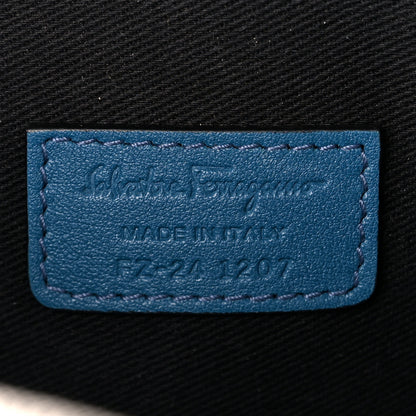 Salvatore Ferragamo
MADE IN ITALY
FZ-24 1207